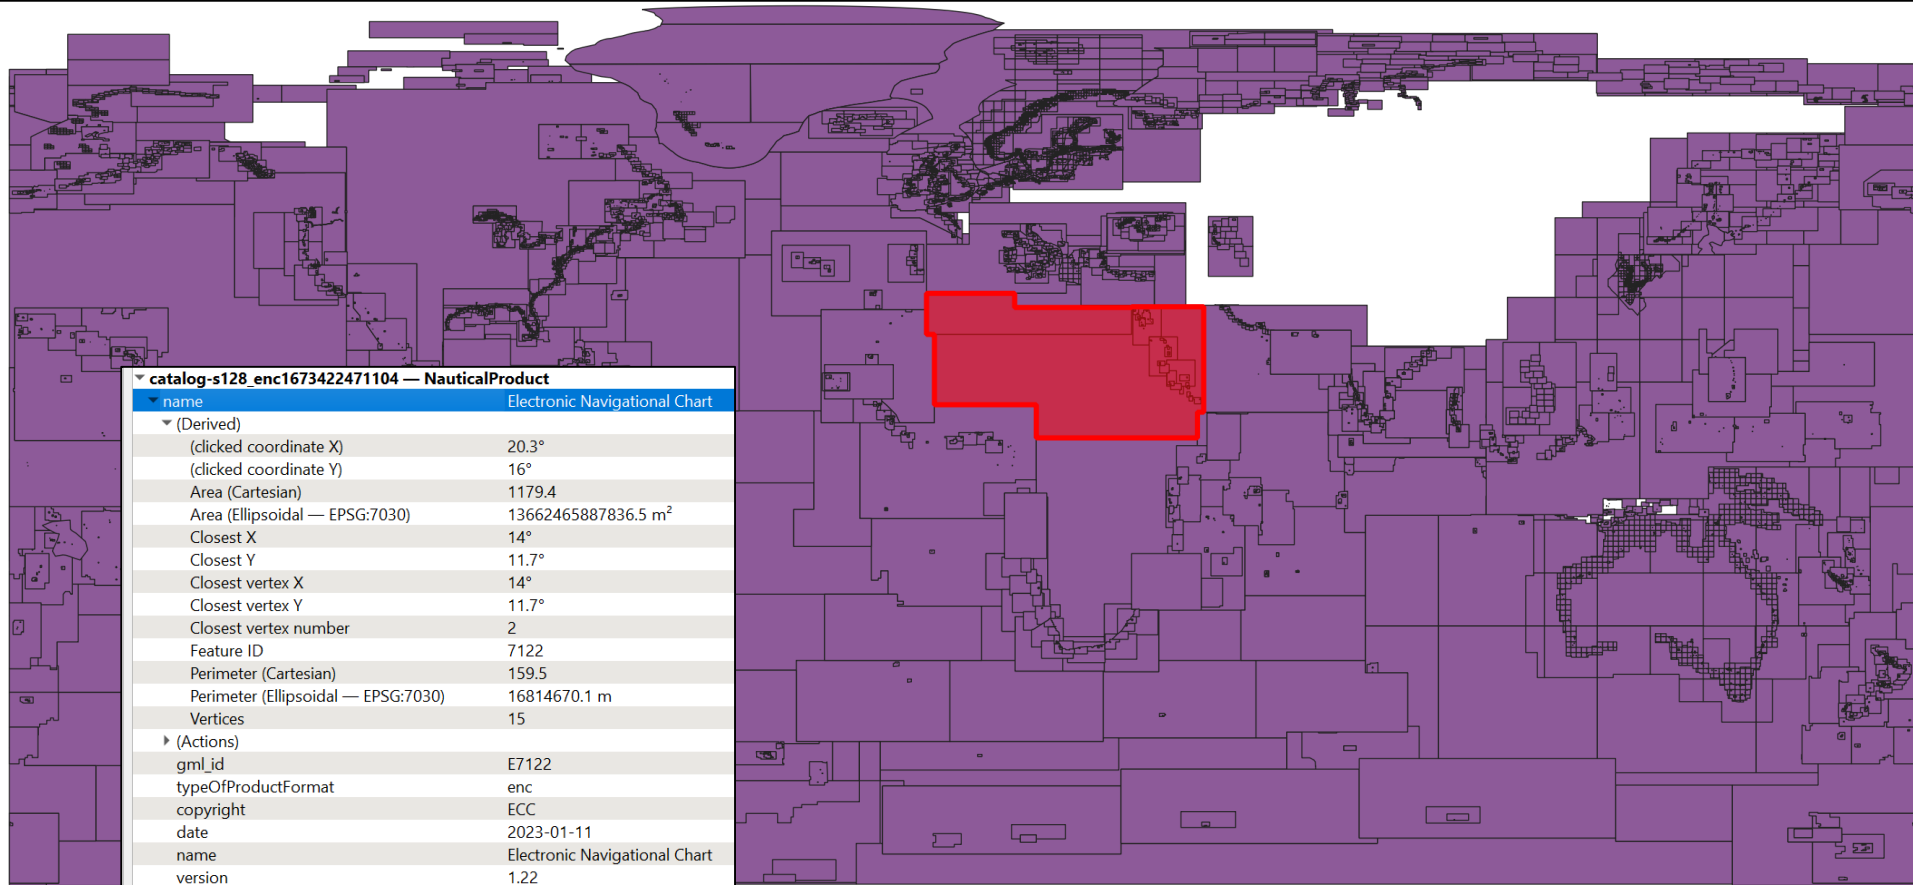 catalog-s128_enc1673422471104 — NauticalProduct
name Electronic Navigational Chart
(Derived)
(clicked coordinate X) 20.3°
(clicked coordinate Y) 16°
Area (Cartesian) 1179.4
Area (Ellipsoidal — EPSG:7030) 13662465887836.5 m²
Closest X 14°
Closest Y 11.7°
Closest vertex X 14°
Closest vertex Y 11.7°
Closest vertex number 2
Feature ID 7122
Perimeter (Cartesian) 159.5
Perimeter (Ellipsoidal — EPSG:7030) 16814670.1 m
Vertices 15
(Actions)
gml_id E7122
typeOfProductFormat enc
copyright ECC
date 2023-01-11
name Electronic Navigational Chart
version 1.22